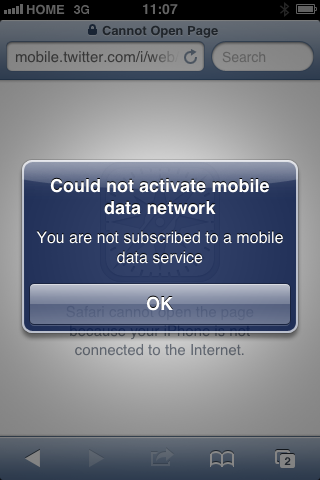 HOME 3G 11:07
Cannot Open Page
mobile.twitter.com/i/web Search
Could not activate mobile
data network
You are not subscribed to a mobile
data service
OK
Safari cannot open the page
because your iPhone is not
connected to the Internet.
2